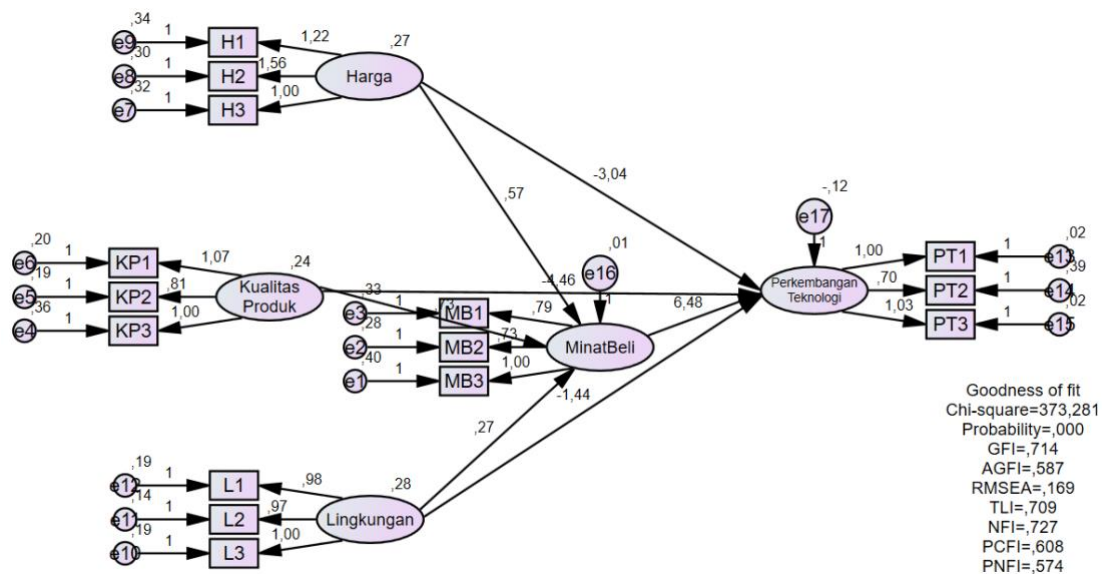 ,34
e9
1
H1
1,22
,27
,30
e8
1
H2
1,56
Harga
,32
e7
1
H3
1,00
-3,04
,57
-,12
e17
1
,20
e6
1
KP1
1,07
,24
,19
e5
1
KP2
,81
Kualitas
Produk
,36
e4
1
KP3
1,00
,01
e16
1
-4,46
6,48
,33
e3
1
MB1
,79
,28
e2
1
MB2
,73
MinatBeli
,40
e1
1
MB3
1,00
Perkembangan
Teknologi
1,00
PT1
1
e13
,02
,70
PT2
1
e14
,39
1,03
PT3
1
e15
,02
-1,44
,27
,19
e12
1
L1
,98
,28
,14
e11
1
L2
,97
Lingkungan
,19
e10
1
L3
1,00
Goodness of fit
Chi-square=373,281
Probability=,000
GFI=,714
AGFI=,587
RMSEA=,169
TLI=,709
NFI=,727
PCFI=,608
PNFI=,574